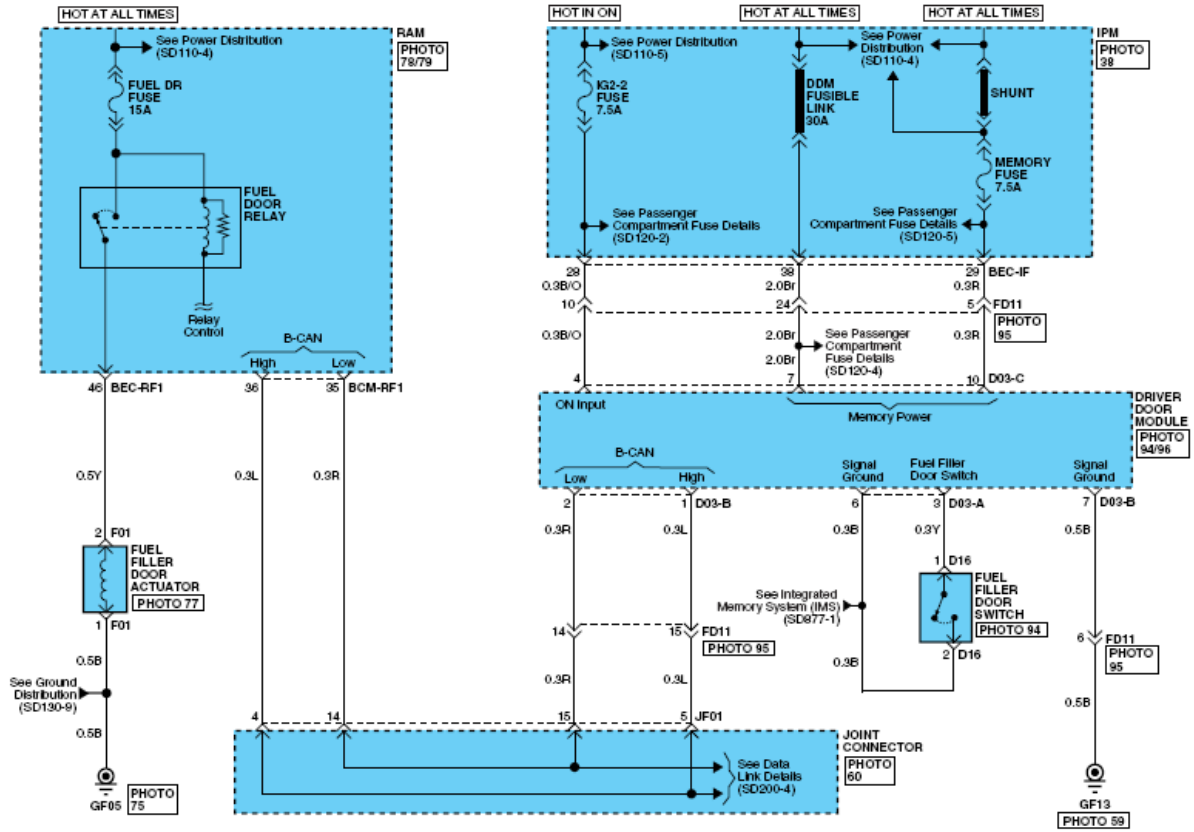 HOT AT ALL TIMES
HOT IN ON
HOT AT ALL TIMES
HOT AT ALL TIMES
RAM
PHOTO
78/79
See Power Distribution
(SD110-4)
FUEL DR
FUSE
15A
FUEL
DOOR
RELAY
Relay
Control
B-CAN
High
Low
46 BEC-RF1
36
35 BCM-RF1
IPM
PHOTO
38
See Power Distribution
(SD110-5)
IG2-2
FUSE
7.5A
See Passenger
Compartment Fuse Details
(SD120-2)
DDM
FUSIBLE
LINK
30A
See Power
Distribution
(SD110-4)
SHUNT
MEMORY
FUSE
7.5A
See Passenger
Compartment Fuse Details
(SD120-5)
28
38
29 BEC-IF
0.3B/O
2.0Br
0.3R
10
24
5 FD11
PHOTO
95
0.3B/O
2.0Br
0.3R
2.0Br
See Passenger
Compartment
Fuse Details
(SD120-4)
4
7
10 D03-C
ON Input
Memory Power
DRIVER
DOOR
MODULE
PHOTO
94/96
B-CAN
Low
High
Signal
Ground
Fuel Filler
Door Switch
Signal
Ground
2
1 D03-B
6
3 D03-A
7 D03-B
0.5Y
0.3L
0.3R
0.3R
0.3L
0.3B
0.3Y
0.5B
2 F01
FUEL
FILLER
DOOR
ACTUATOR
PHOTO 77
1 F01
0.5B
See Ground
Distribution
(SD130-9)
0.5B
GF05
PHOTO
75
1 D16
FUEL
FILLER
DOOR
SWITCH
PHOTO 94
2 D16
See Integrated
Memory System (IMS)
(SD877-1)
0.3B
14
15 FD11
PHOTO 95
0.3R
0.3L
6 FD11
PHOTO
95
0.5B
4
14
15
5 JF01
JOINT
CONNECTOR
PHOTO
60
See Data
Link Details
(SD200-4)
GF13
PHOTO 59